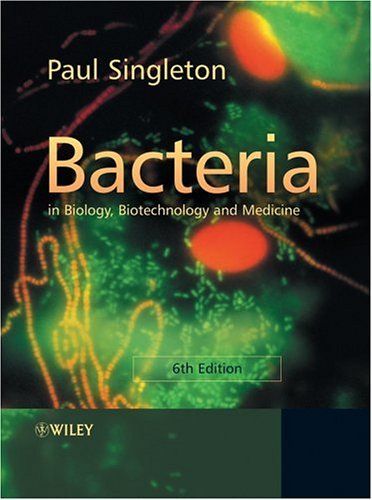 Paul Singleton
Bacteria
in Biology, Biotechnology and Medicine
6th Edition
WILEY